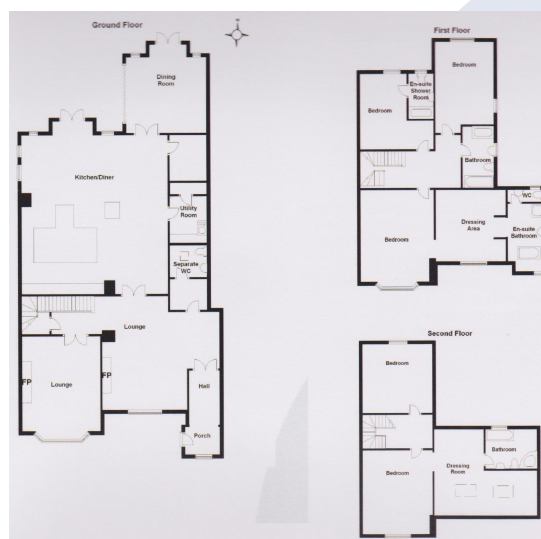 Ground Floor
N
Dining
Room
Kitchen/Diner
Utility
Room
Separate
WC
Lounge
FP
Lounge
FP
Hall
Porch
First Floor
Bedroom
En-suite
Shower
Room
Bedroom
Bathroom
WC
Bedroom
Dressing
Area
En-suite
Bathroom
Second Floor
Bedroom
Bathroom
Bedroom
Dressing
Room